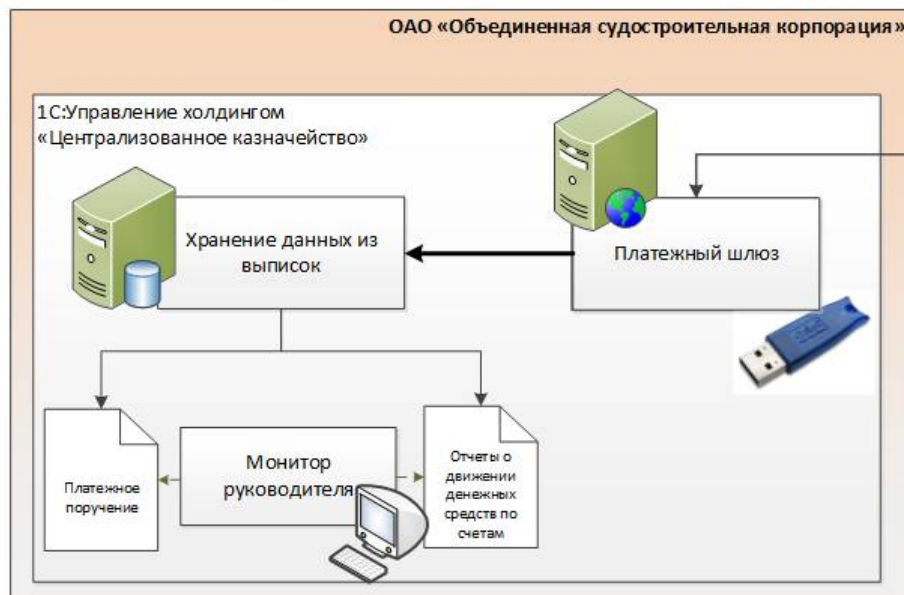 ОАО «Объединенная судостроительная корпорация»
1С:Управление холдингом
«Централизованное казначейство»
Хранение данных из
выписок
Платежный шлюз
Платежное
поручение
Монитор
руководителя
Отчеты о
движении
денежных
средств по
счетам